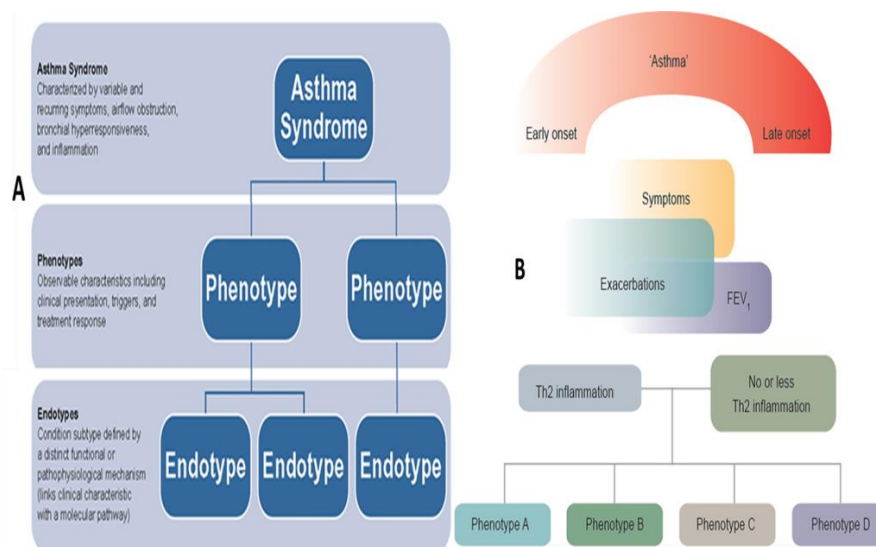 A
Asthma Syndrome
Characterized by variable and
recurring symptoms, airflow obstruction,
bronchial hyperresponsiveness,
and inflammation
Asthma
Syndrome
Phenotypes
Observable characteristics including
clinical presentation, triggers, and
treatment response
Phenotype
Phenotype
Endotypes
Condition subtype defined by
a distinct functional or
pathophysiological mechanism
(links clinical characteristic
with a molecular pathway)
Endotype
Endotype
Endotype
B
'Asthma'
Early onset
Late onset
Symptoms
Exacerbations
FEV₁
Th2 inflammation
No or less
Th2 inflammation
Phenotype A
Phenotype B
Phenotype C
Phenotype D